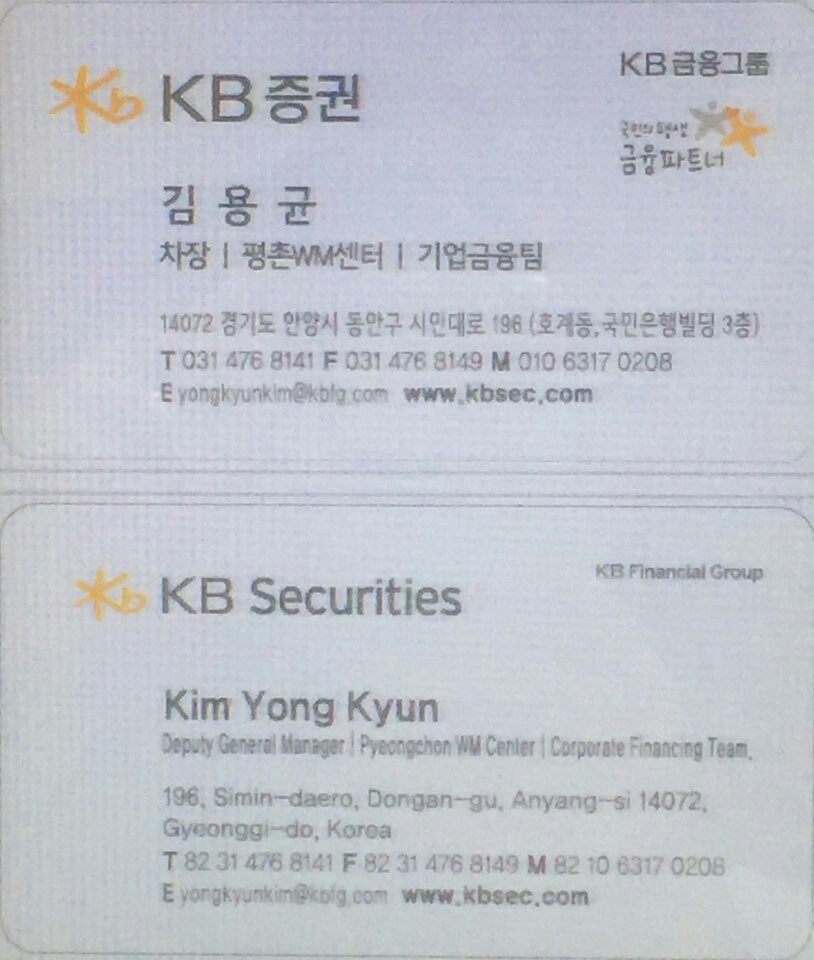 KB 증권
KB 금융그룹
국민의 평생
금융파트너
김 용 균
차장 | 평촌WM센터 | 기업금융팀
14072 경기도 안양시 동안구 시민대로 196 (호계동,국민은행빌딩 3층)
T 031 476 8141 F 031 476 8149 M 010 6317 0208
E yongkyunkim@kbfg.com www.kbsec.com
KB Securities
KB Financial Group
Kim Yong Kyun
Deputy General Manager | Pyeongchon WM Center | Corporate Financing Team.
196, Simin-daero, Dongan-gu, Anyang-si 14072,
Gyeonggi-do, Korea
T 82 31 476 8141 F 82 31 476 8149 M 82 10 6317 0208
E yongkyunkim@kbfg.com www.kbsec.com